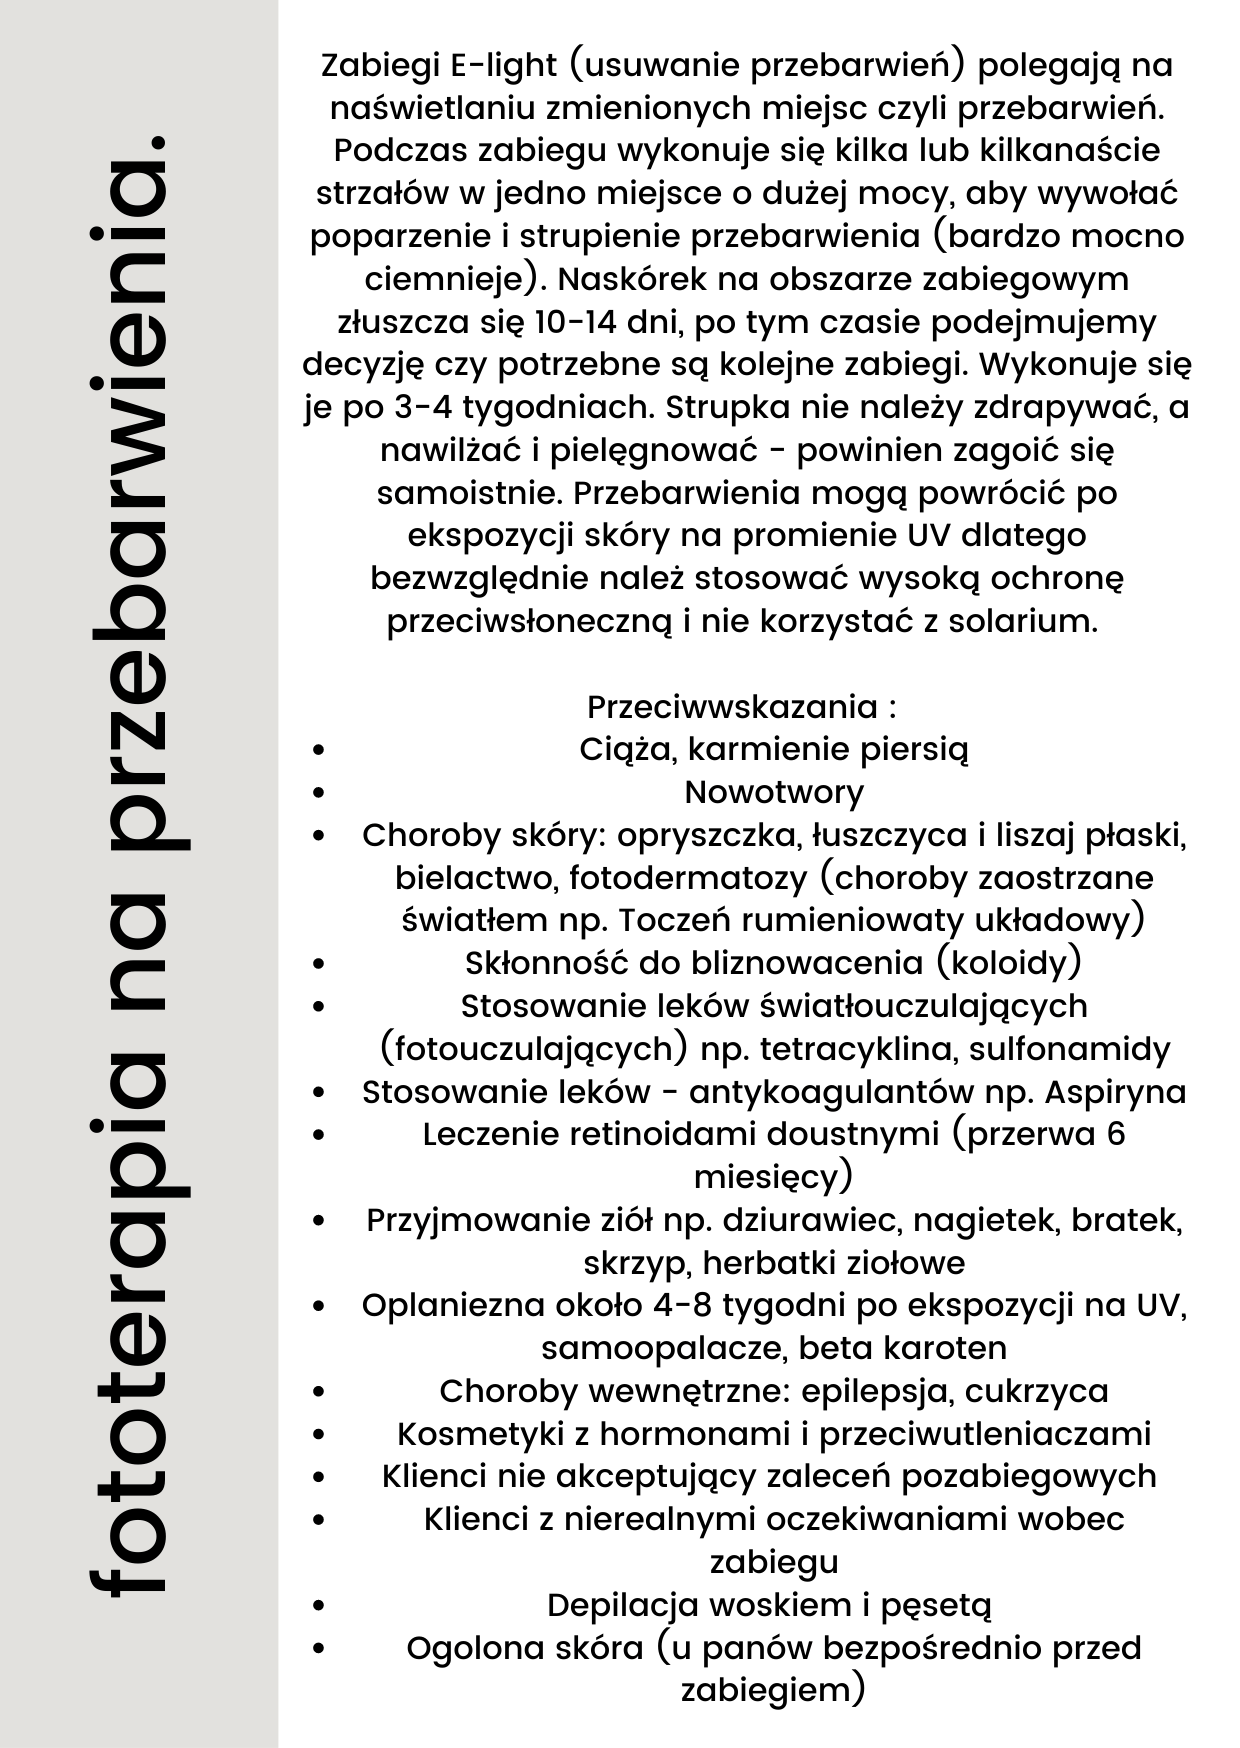 fototerapia na przebarwienia.
Zabiegi E-light (usuwanie przebarwień) polegają na
naświetlaniu zmienionych miejsc czyli przebarwień.
Podczas zabiegu wykonuje się kilka lub kilkanaście
strzałów w jedno miejsce o dużej mocy, aby wywołać
poparzenie i strupienie przebarwienia (bardzo mocno
ciemnieje). Naskórek na obszarze zabiegowym
złuszcza się 10-14 dni, po tym czasie podejmujemy
decyzję czy potrzebne są kolejne zabiegi. Wykonuje się
je po 3-4 tygodniach. Strupka nie należy zdrapywać, a
nawilżać i pielęgnować - powinien zagoić się
samoistnie. Przebarwienia mogą powrócić po
ekspozycji skóry na promienie UV dlatego
bezwzględnie należ stosować wysoką ochronę
przeciwsłoneczną i nie korzystać z solarium.
Przeciwwskazania :
• Ciąża, karmienie piersią
• Nowotwory
• Choroby skóry: opryszczka, łuszczyca i liszaj płaski,
bielactwo, fotodermatozy (choroby zaostrzane
światłem np. Toczeń rumieniowaty układowy)
• Skłonność do bliznowacenia (koloidy)
• Stosowanie leków światłouczulających
(fotouczulających) np. tetracyklina, sulfonamidy
• Stosowanie leków - antykoagulantów np. Aspiryna
• Leczenie retinoidami doustnymi (przerwa 6
miesięcy)
• Przyjmowanie ziół np. dziurawiec, nagietek, bratek,
skrzyp, herbatki ziołowe
• Oplaniezna około 4-8 tygodni po ekspozycji na UV,
samoopalacze, beta karoten
• Choroby wewnętrzne: epilepsja, cukrzyca
• Kosmetyki z hormonami i przeciwutleniaczami
• Klienci nie akceptujący zaleceń pozabiegowych
• Klienci z nierealnymi oczekiwaniami wobec
zabiegu
• Depilacja woskiem i pęsetą
• Ogolona skóra (u panów bezpośrednio przed
zabiegiem)